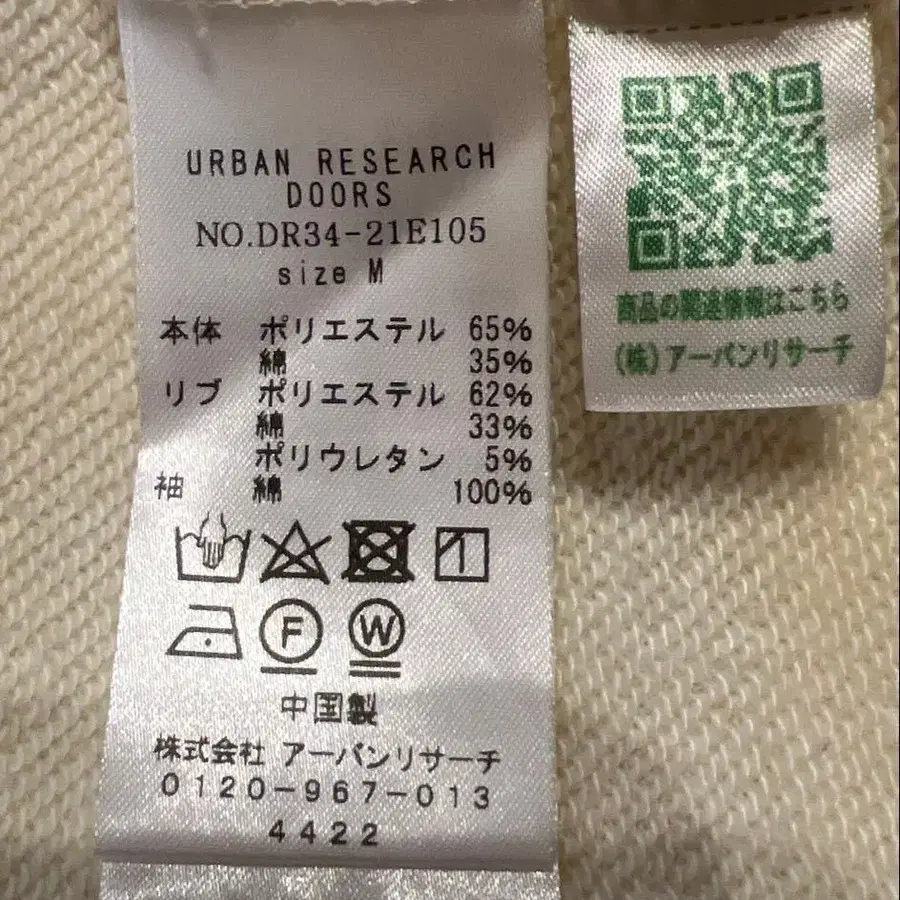 URBAN RESEARCH
DOORS
NO.DR34-21E105
size M
本体 ポリエステル 65%
綿 35%
リブ ポリエステル 62%
綿 33%
ポリウレタン 5%
袖 綿 100%
F W
中国製
株式会社 アーバンリサーチ
0120-967-013
4422
商品の関連情報はこちら
(株)アーバンリサーチ